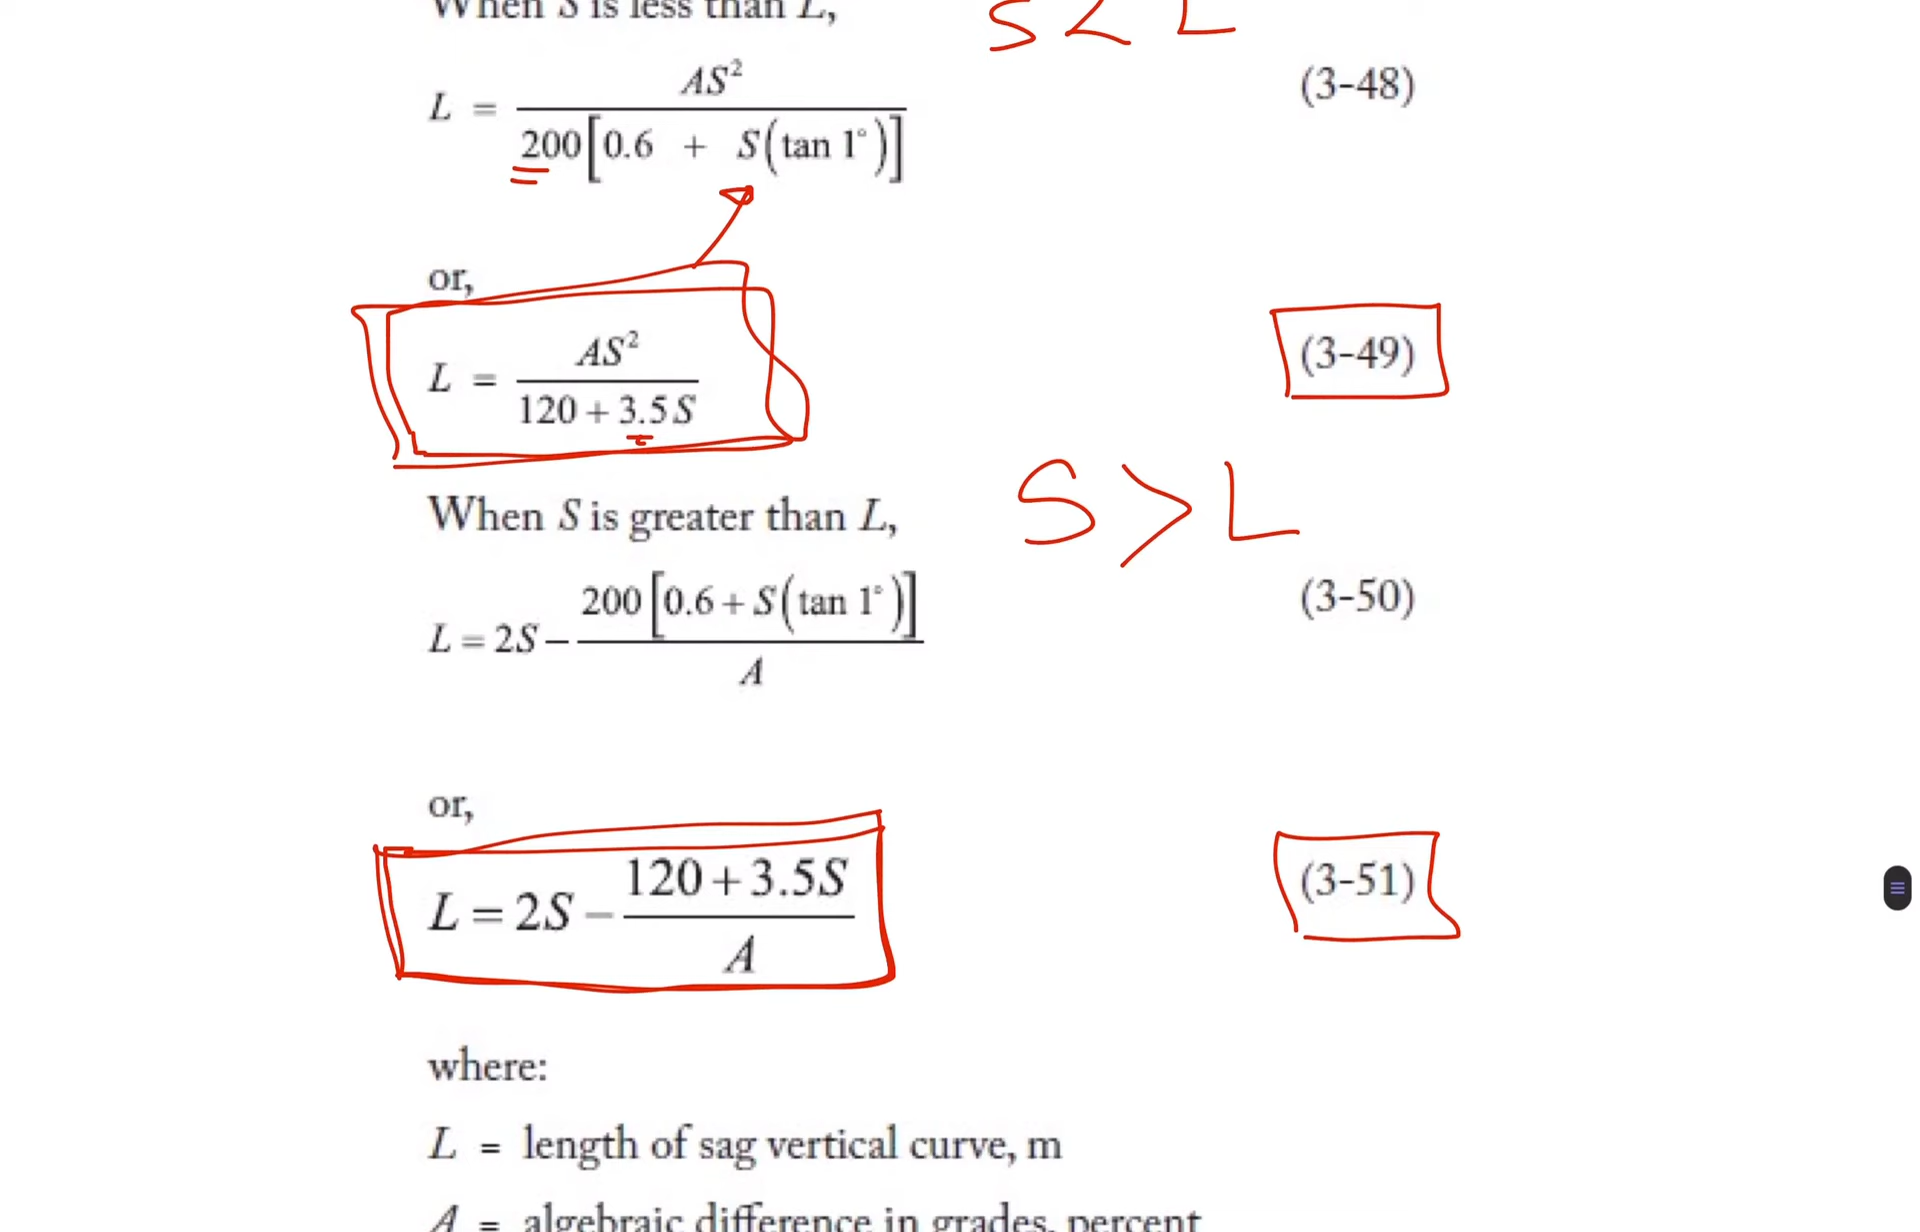 When S is less than L,
S < L
L = AS² / 200[0.6 + S(tan 1°)] (3-48)
or,
L = AS² / 120 + 3.5S (3-49)
When S is greater than L,
S > L
L = 2S − 200[0.6 + S(tan 1°)] / A (3-50)
or,
L = 2S − 120 + 3.5S / A (3-51)
where:
L = length of sag vertical curve, m
A = algebraic difference in grades, percent